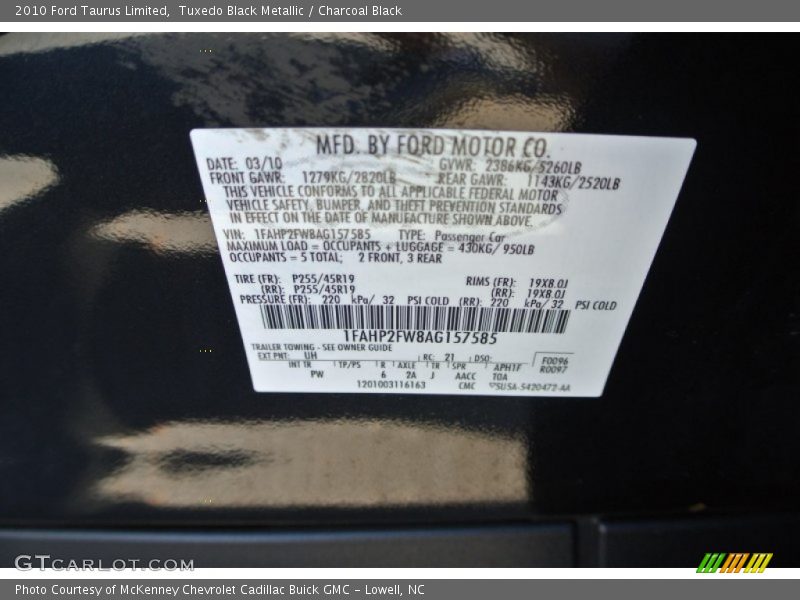 2010 Ford Taurus Limited, Tuxedo Black Metallic / Charcoal Black
MFD. BY FORD MOTOR CO.
DATE: 03/10 GVWR: 2386KG/5260LB
FRONT GAWR: 1279KG/2820LB REAR GAWR: 1143KG/2520LB
THIS VEHICLE CONFORMS TO ALL APPLICABLE FEDERAL MOTOR
VEHICLE SAFETY, BUMPER, AND THEFT PREVENTION STANDARDS
IN EFFECT ON THE DATE OF MANUFACTURE SHOWN ABOVE.
VIN: 1FAHP2FW8AG157585 TYPE: Passenger Car
MAXIMUM LOAD = OCCUPANTS + LUGGAGE = 430KG/ 950LB
OCCUPANTS = 5 TOTAL; 2 FRONT, 3 REAR
TIRE (FR): P255/45R19 RIMS (FR): 19X8.0J
(RR): P255/45R19 (RR): 19X8.0J
PRESSURE (FR): 220 kPa/ 32 PSI COLD (RR): 220 kPa/ 32 PSI COLD
1FAHP2FW8AG157585
TRAILER TOWING - SEE OWNER GUIDE
EXT PNT: UH RC: 21 DSO: F0096
R0097
INT TR TP/PS R AXLE TR SPR APH1F
PW 6 2A J AACC TOA
1201003116163 CMC 5U5A-5420472-AA
GTCARLOT.COM
Photo Courtesy of McKenney Chevrolet Cadillac Buick GMC – Lowell, NC